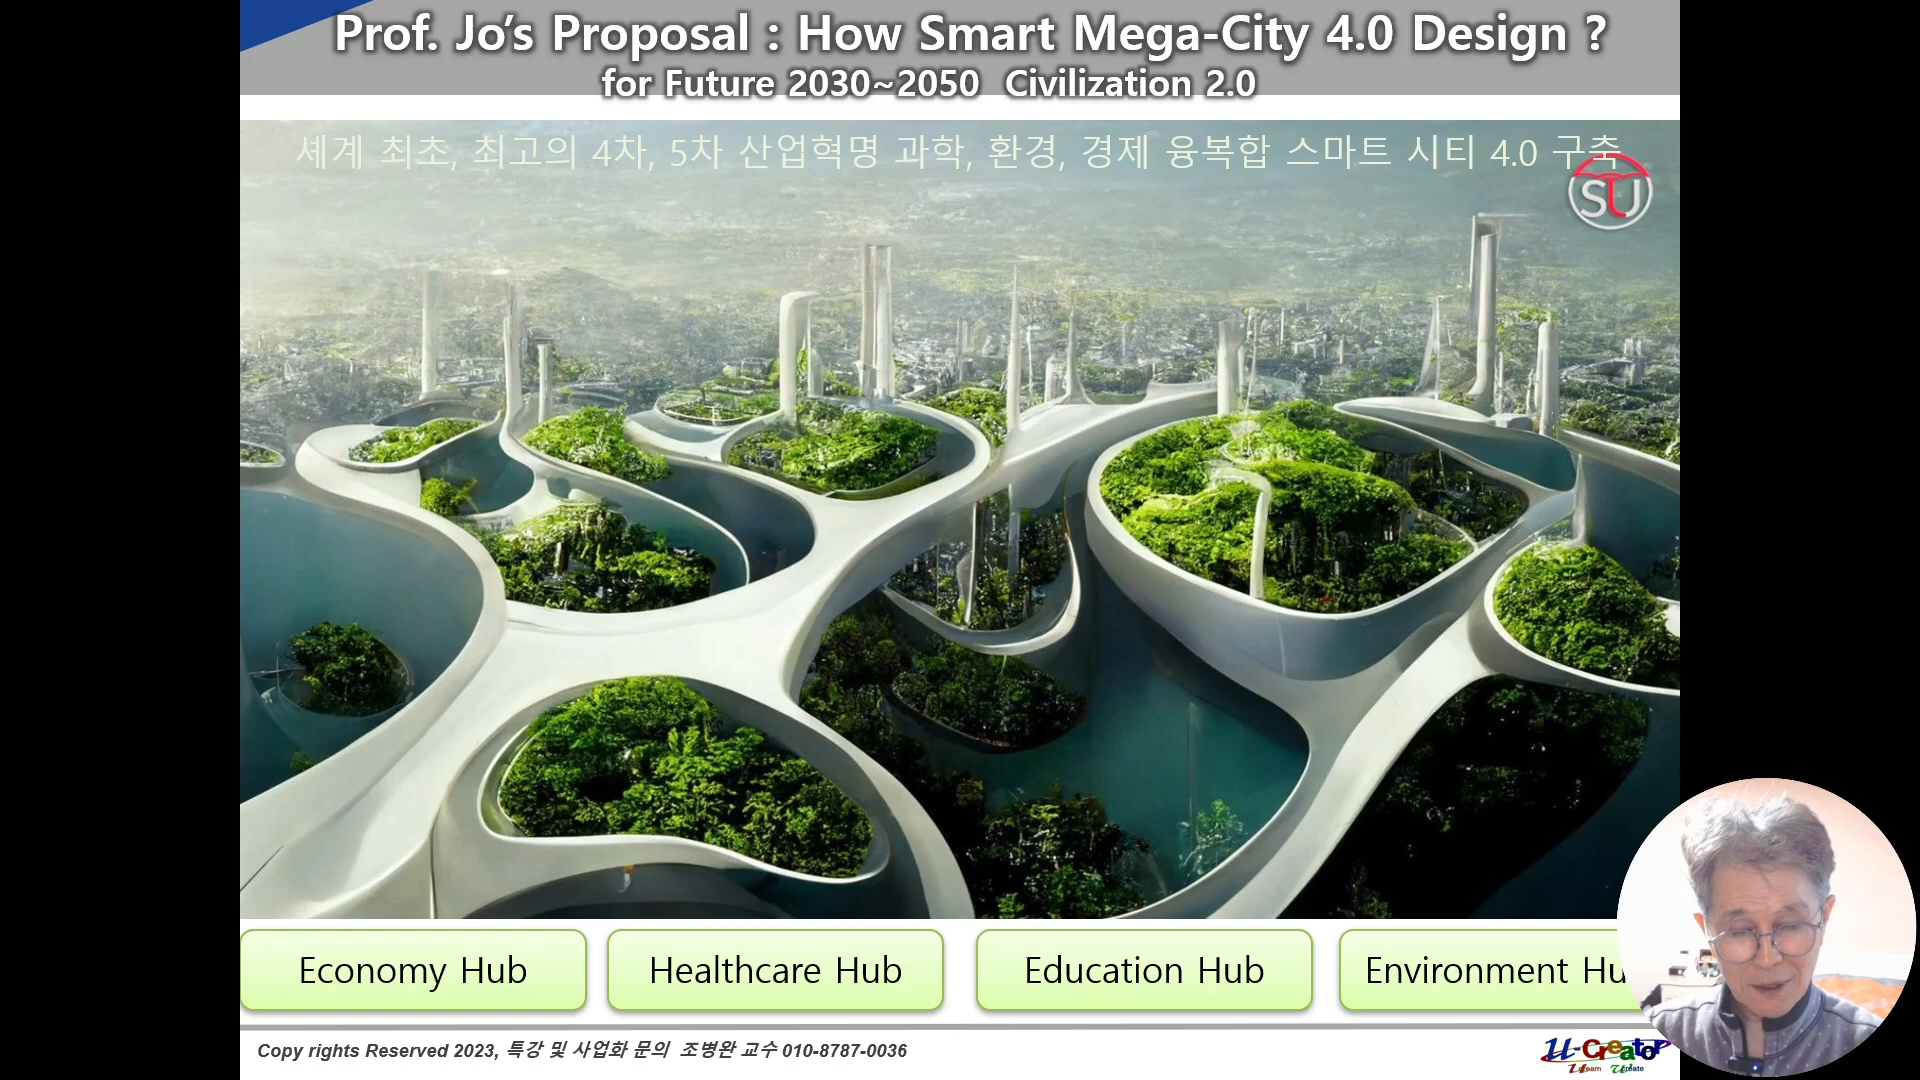 Prof. Jo’s Proposal : How Smart Mega-City 4.0 Design ?
for Future 2030~2050 Civilization 2.0
세계 최초, 최고의 4차, 5차 산업혁명 과학, 환경, 경제 융복합 스마트 시티 4.0 구축
SU
Economy Hub
Healthcare Hub
Education Hub
Environment Hu
Copy rights Reserved 2023, 특강 및 사업화 문의 조병완 교수 010-8787-0036
U-Creator